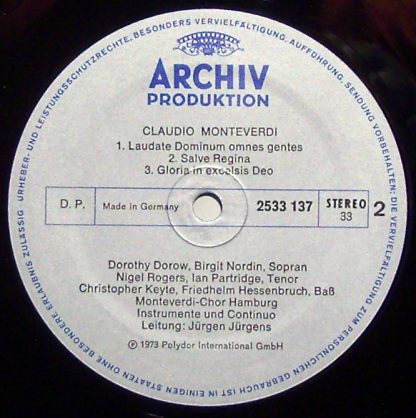 URHEBER- UND LEISTUNGSSCHUTZRECHTE, BESONDERS VERVIELFÄLTIGUNG, AUFFÜHRUNG, SENDUNG VORBEHALTEN; DIE VERVIELFÄLTIGUNG ZUM PERSÖNLICHEN GEBRAUCH IST IN EINIGEN STAATEN OHNE BESONDERE ERLAUBNIS ZULÄSSIG
ARCHIV
PRODUKTION
CLAUDIO MONTEVERDI
1. Laudate Dominum omnes gentes
2. Salve Regina
3. Gloria in excelsis Deo
D. P. Made in Germany 2533 137 STEREO 2
33
Dorothy Dorow, Birgit Nordin, Sopran
Nigel Rogers, Ian Partridge, Tenor
Christopher Keyte, Friedhelm Hessenbruch, Baß
Monteverdi-Chor Hamburg
Instrumente und Continuo
Leitung: Jürgen Jürgens
℗ 1973 Polydor International GmbH